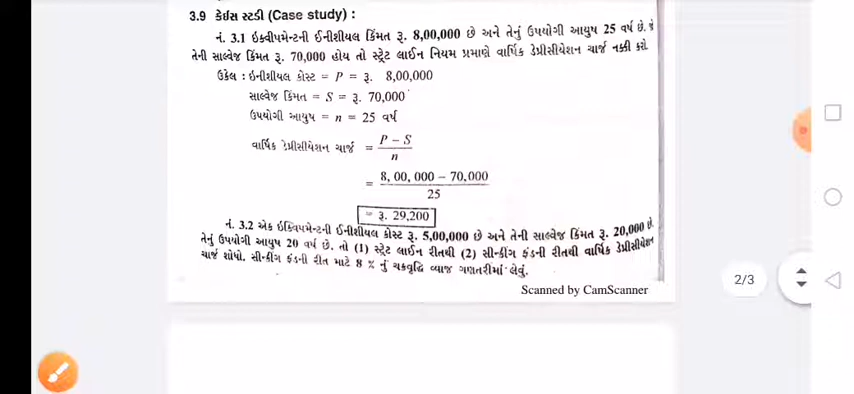 3.9 કેઈસ સ્ટડી (Case study) :
નં. 3.1 ઇક્વીપમેન્ટની ઈનીશીયલ કિંમત રૂ. 8,00,000 છે અને તેનું ઉપયોગી આયુષ 25 વર્ષ છે. જો
તેની સાલ્વેજ કિંમત રૂ. 70,000 હોય તો સ્ટ્રેટ લાઈન નિયમ પ્રમાણે વાર્ષિક ડેપ્રીસીયેશન ચાર્જ નક્કી કરો.
ઉકેલ : ઇનીશીયલ કોસ્ટ = P = રૂ. 8,00,000
સાલ્વેજ કિંમત = S = રૂ. 70,000
ઉપયોગી આયુષ = n = 25 વર્ષ
વાર્ષિક ડેપ્રીસીયેશન ચાર્જ = P – S
n
= 8, 00, 000 – 70,000
25
= રૂ. 29,200
નં. 3.2 એક ઇક્વિપમેન્ટની ઈનીશીયલ કોસ્ટ રૂ. 5,00,000 છે અને તેની સાલ્વેજ કિંમત રૂ. 20,000 છે.
તેનું ઉપયોગી આયુષ 20 વર્ષ છે. તો (1) સ્ટ્રેટ લાઈન રીતથી (2) સીન્કીંગ ફંડની રીતથી વાર્ષિક ડેપ્રીસીયેશન
ચાર્જ શોધો. સીન્કીંગ ફંડની રીત માટે 8 % નું ચક્રવૃદ્ધિ વ્યાજ ગણતરીમાં લેવું.
Scanned by CamScanner
2/3